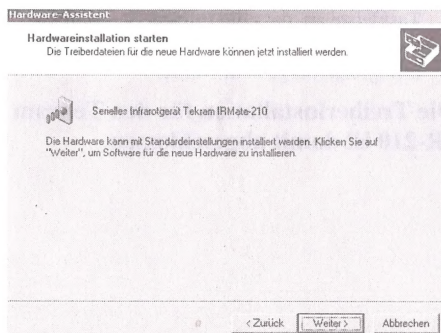 Hardware-Assistent
Hardwareinstallation starten
Die Treiberdateien für die neue Hardware können jetzt installiert werden.
Serielles Infrarotgerät Tekram IRMate-210
Die Hardware kann mit Standardeinstellungen installiert werden. Klicken Sie auf
"Weiter", um Software für die neue Hardware zu installieren.
< Zurück
Weiter >
Abbrechen